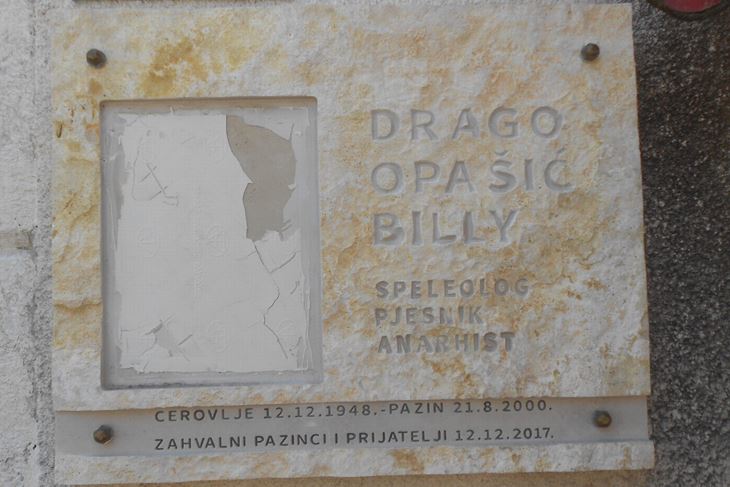 DRAGO
OPAŠIĆ
BILLY
SPELEOLOG
PJESNIK
ANARHIST
CEROVLJE 12.12.1948.-PAZIN 21.8.2000.
ZAHVALNI PAZINCI I PRIJATELJI 12.12.2017.